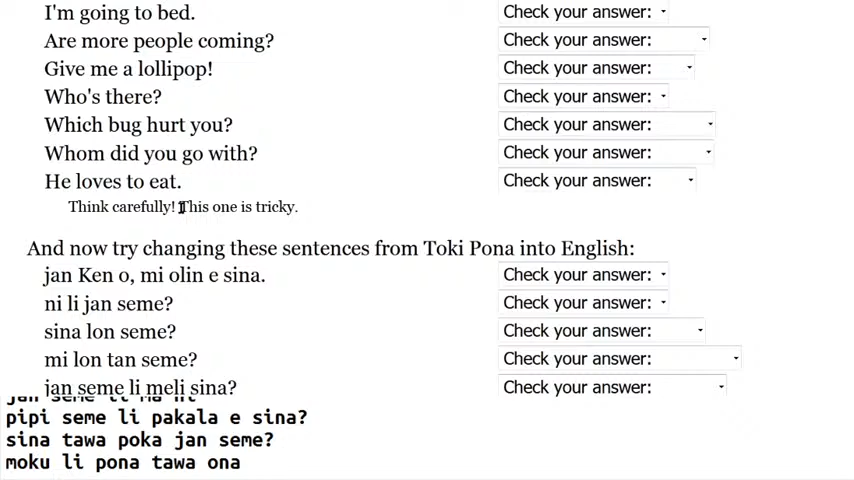 I'm going to bed. Check your answer:
Are more people coming? Check your answer:
Give me a lollipop! Check your answer:
Who's there? Check your answer:
Which bug hurt you? Check your answer:
Whom did you go with? Check your answer:
He loves to eat. Check your answer:
Think carefully! This one is tricky.
And now try changing these sentences from Toki Pona into English:
jan Ken o, mi olin e sina. Check your answer:
ni li jan seme? Check your answer:
sina lon seme? Check your answer:
mi lon tan seme? Check your answer:
jan seme li meli sina? Check your answer:
jan seme li
pipi seme li pakala e sina?
sina tawa poka jan seme?
moku li pona tawa ona